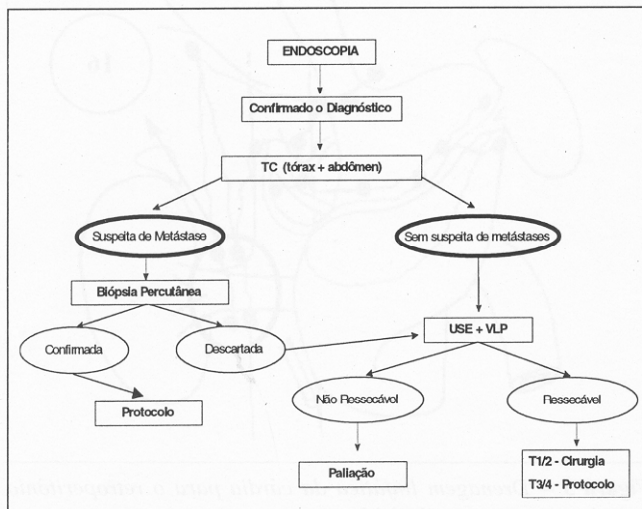 ENDOSCOPIA
Confirmado o Diagnóstico
TC (tórax + abdômen)
Suspeita de Metástase
Sem suspeita de metástases
Biópsia Percutânea
USE + VLP
Confirmada
Descartada
Não Ressecável
Ressecável
Protocolo
Paliação
T1/2 - Cirurgia
T3/4 - Protocolo